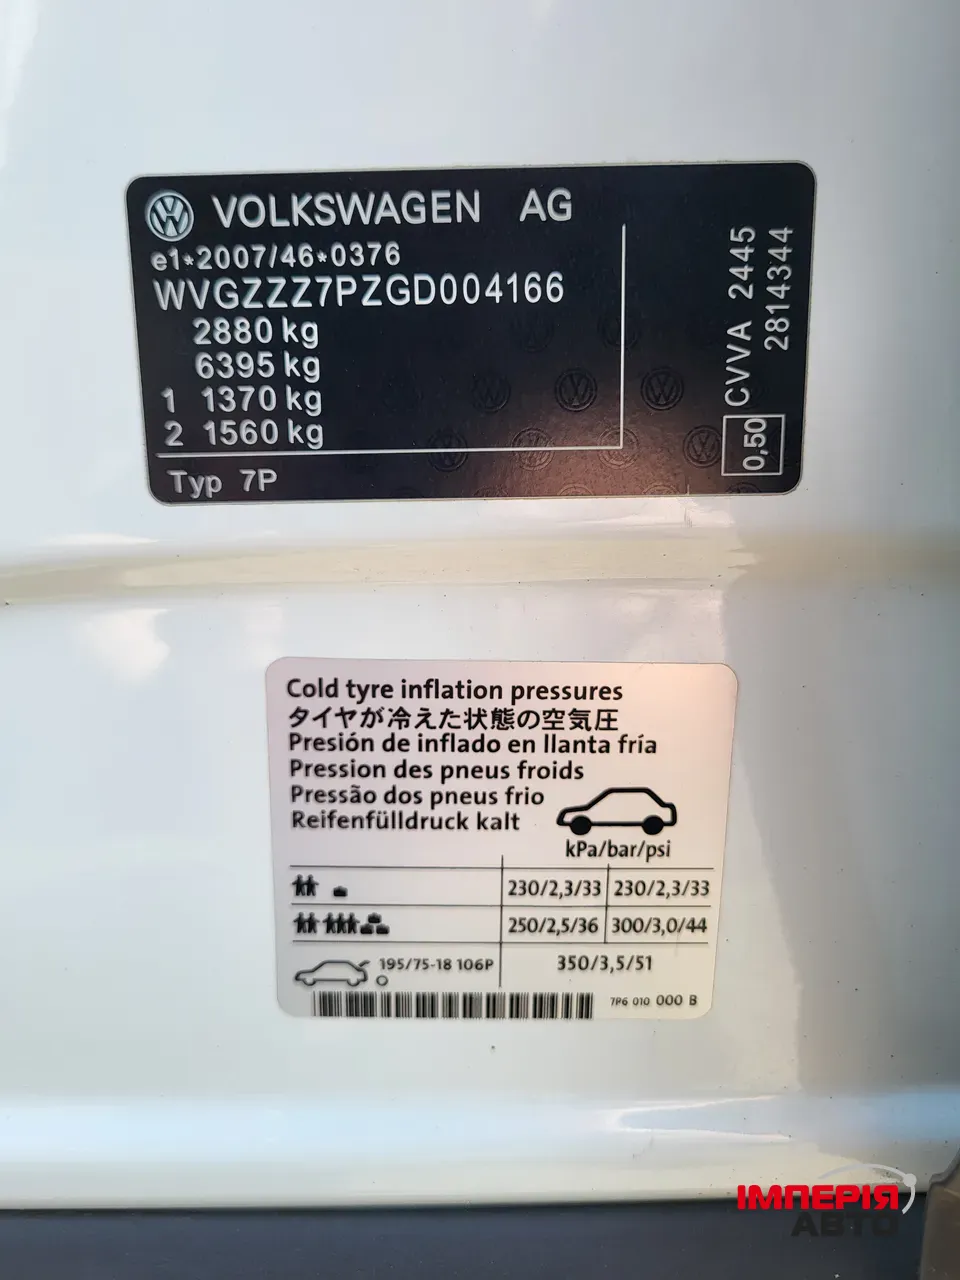 VOLKSWAGEN AG
e1*2007/46*0376
WVGZZZ7PZGD004166
2880 kg
6395 kg
1 1370 kg
2 1560 kg
Typ 7P
CVVA 2445
2814344
0,50
Cold tyre inflation pressures
タイヤが冷えた状態の空気圧
Presión de inflado en llanta fría
Pression des pneus froids
Pressão dos pneus frio
Reifenfülldruck kalt
kPa/bar/psi
230/2,3/33 230/2,3/33
250/2,5/36 300/3,0/44
195/75-18 106P 350/3,5/51
7P6 010 000 B
ІМПЕРІЯ
АВТО